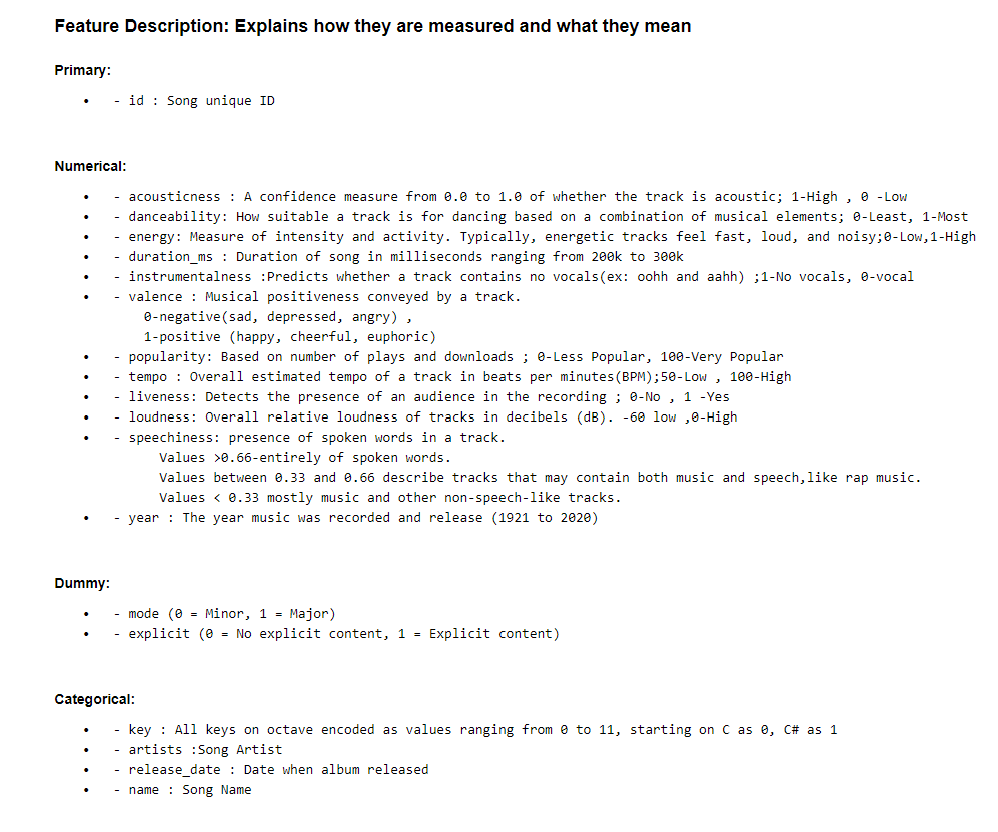 Feature Description: Explains how they are measured and what they mean
Primary:
• - id : Song unique ID
Numerical:
• - acousticness : A confidence measure from 0.0 to 1.0 of whether the track is acoustic; 1-High , 0 -Low
• - danceability: How suitable a track is for dancing based on a combination of musical elements; 0-Least, 1-Most
• - energy: Measure of intensity and activity. Typically, energetic tracks feel fast, loud, and noisy;0-Low,1-High
• - duration_ms : Duration of song in milliseconds ranging from 200k to 300k
• - instrumentalness :Predicts whether a track contains no vocals(ex: oohh and aahh) ;1-No vocals, 0-vocal
• - valence : Musical positiveness conveyed by a track.
0-negative(sad, depressed, angry) ,
1-positive (happy, cheerful, euphoric)
• - popularity: Based on number of plays and downloads ; 0-Less Popular, 100-Very Popular
• - tempo : Overall estimated tempo of a track in beats per minutes(BPM);50-Low , 100-High
• - liveness: Detects the presence of an audience in the recording ; 0-No , 1 -Yes
• - loudness: Overall relative loudness of tracks in decibels (dB). -60 low ,0-High
• - speechiness: presence of spoken words in a track.
Values >0.66-entirely of spoken words.
Values between 0.33 and 0.66 describe tracks that may contain both music and speech,like rap music.
Values < 0.33 mostly music and other non-speech-like tracks.
• - year : The year music was recorded and release (1921 to 2020)
Dummy:
• - mode (0 = Minor, 1 = Major)
• - explicit (0 = No explicit content, 1 = Explicit content)
Categorical:
• - key : All keys on octave encoded as values ranging from 0 to 11, starting on C as 0, C# as 1
• - artists :Song Artist
• - release_date : Date when album released
• - name : Song Name